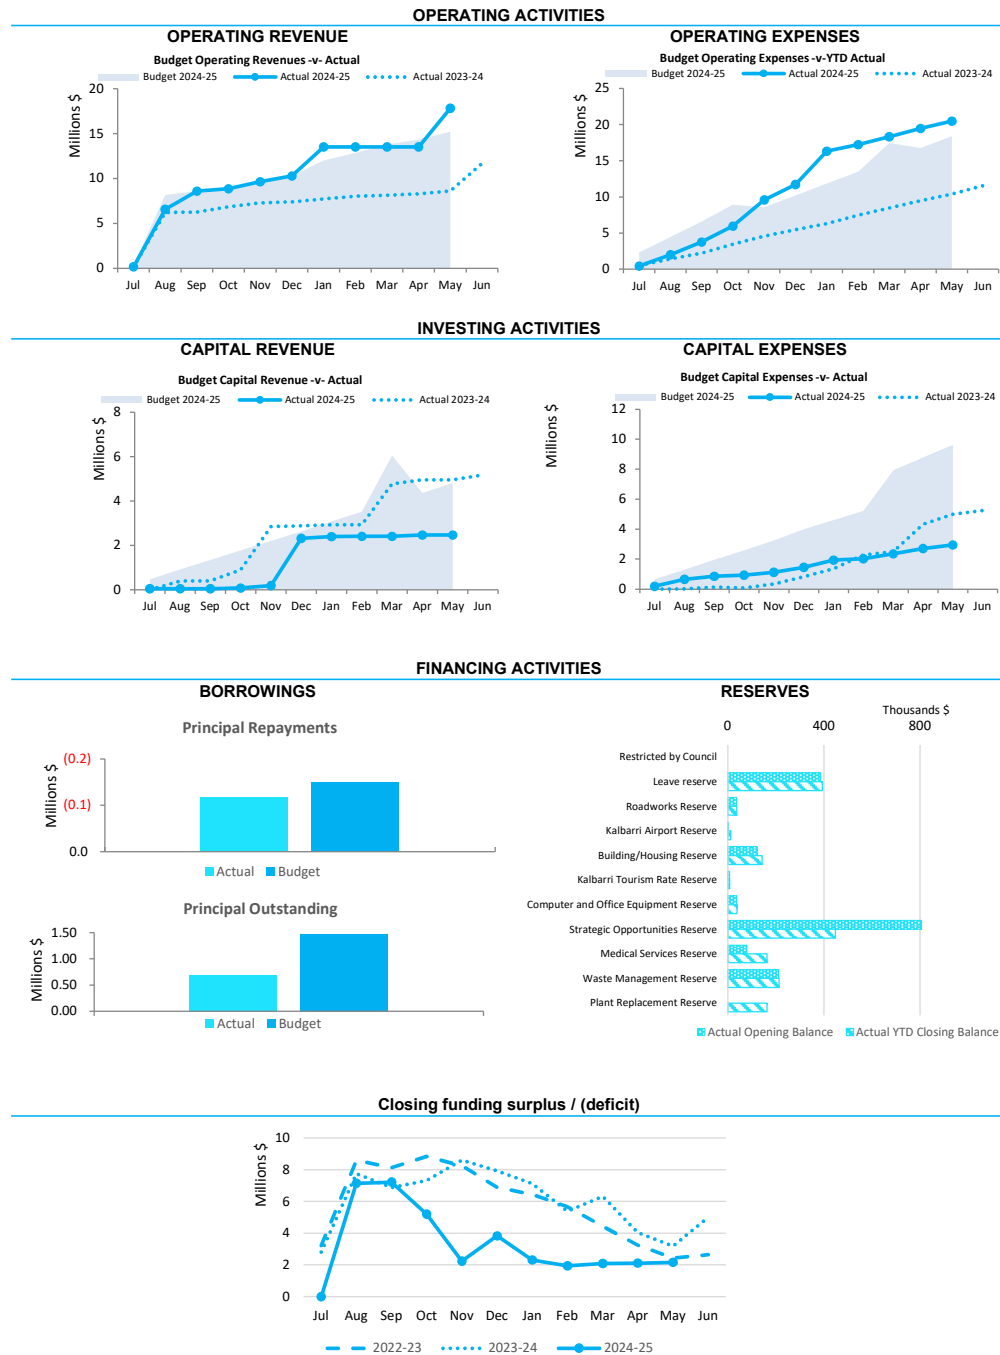 OPERATING ACTIVITIES
OPERATING REVENUE
Budget Operating Revenues -v- Actual
Budget 2024-25 Actual 2024-25 Actual 2023-24
Millions $
20
15
10
5
0
Jul Aug Sep Oct Nov Dec Jan Feb Mar Apr May Jun
OPERATING EXPENSES
Budget Operating Expenses -v-YTD Actual
Budget 2024-25 Actual 2024-25 Actual 2023-24
Millions $
25
20
15
10
5
0
Jul Aug Sep Oct Nov Dec Jan Feb Mar Apr May Jun
INVESTING ACTIVITIES
CAPITAL REVENUE
Budget Capital Revenue -v- Actual
Budget 2024-25 Actual 2024-25 Actual 2023-24
Millions $
8
6
4
2
0
Jul Aug Sep Oct Nov Dec Jan Feb Mar Apr May Jun
CAPITAL EXPENSES
Budget Capital Expenses -v- Actual
Budget 2024-25 Actual 2024-25 Actual 2023-24
Millions $
12
10
8
6
4
2
0
Jul Aug Sep Oct Nov Dec Jan Feb Mar Apr May Jun
FINANCING ACTIVITIES
BORROWINGS
Principal Repayments
Millions $
(0.2)
(0.1)
0.0
Actual Budget
Principal Outstanding
Millions $
1.50
1.00
0.50
0.00
Actual Budget
RESERVES
Thousands $
0 400 800
Restricted by Council
Leave reserve
Roadworks Reserve
Kalbarri Airport Reserve
Building/Housing Reserve
Kalbarri Tourism Rate Reserve
Computer and Office Equipment Reserve
Strategic Opportunities Reserve
Medical Services Reserve
Waste Management Reserve
Plant Replacement Reserve
Actual Opening Balance Actual YTD Closing Balance
Closing funding surplus / (deficit)
Millions $
10
8
6
4
2
0
Jul Aug Sep Oct Nov Dec Jan Feb Mar Apr May Jun
2022-23 2023-24 2024-25